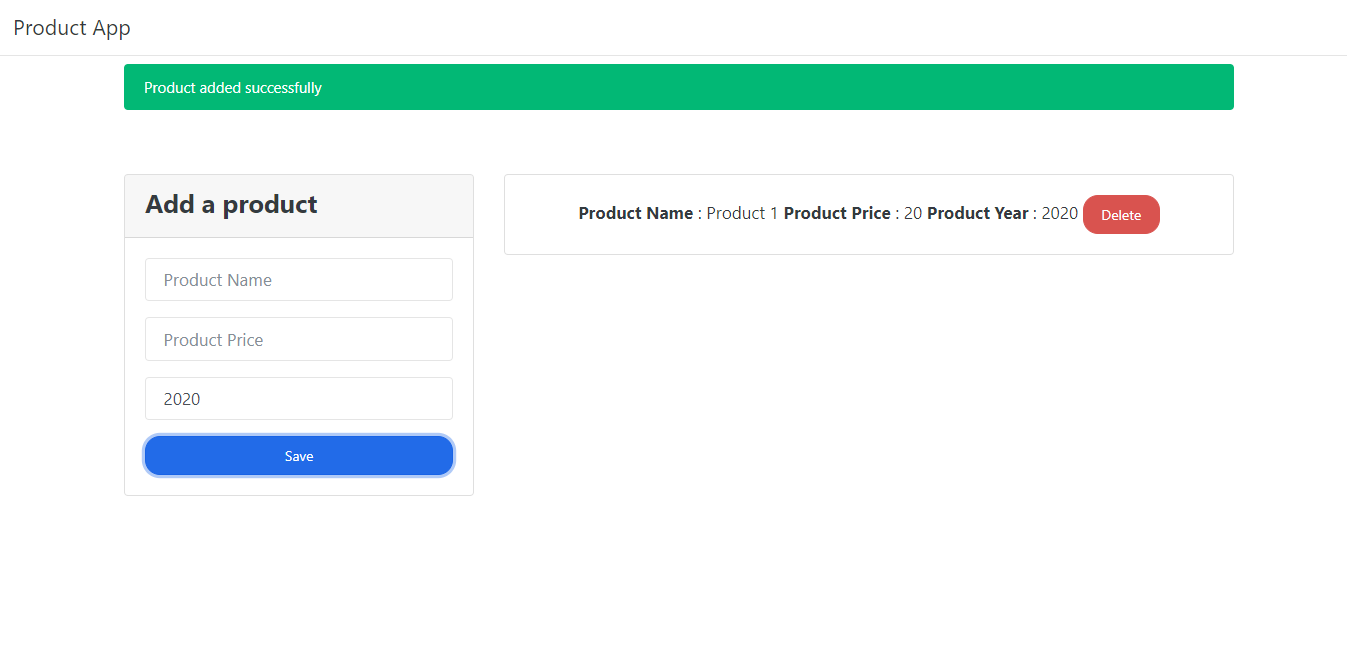 Product App
Product added successfully
Add a product
Product Name
Product Price
2020
Save
Product Name : Product 1 Product Price : 20 Product Year : 2020 Delete